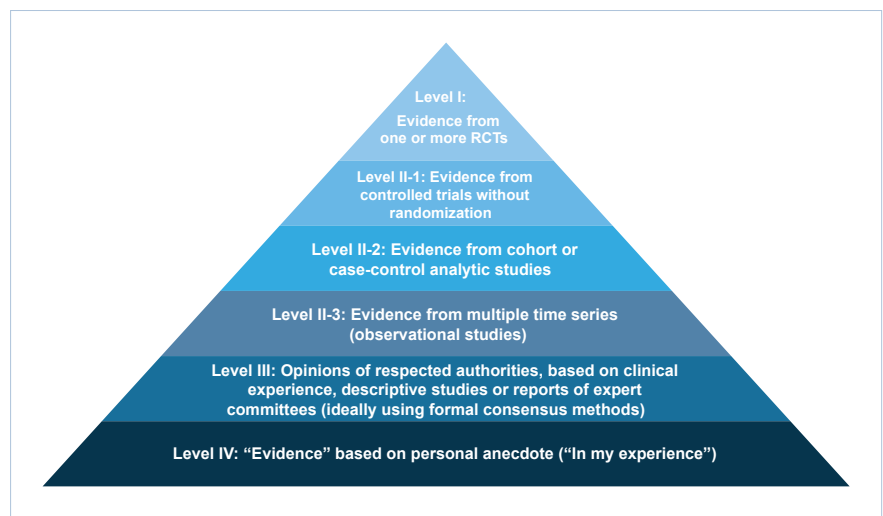 Level I:
Evidence from
one or more RCTs
Level II-1: Evidence from
controlled trials without
randomization
Level II-2: Evidence from cohort or
case-control analytic studies
Level II-3: Evidence from multiple time series
(observational studies)
Level III: Opinions of respected authorities, based on clinical
experience, descriptive studies or reports of expert
committees (ideally using formal consensus methods)
Level IV: “Evidence” based on personal anecdote (“In my experience”)